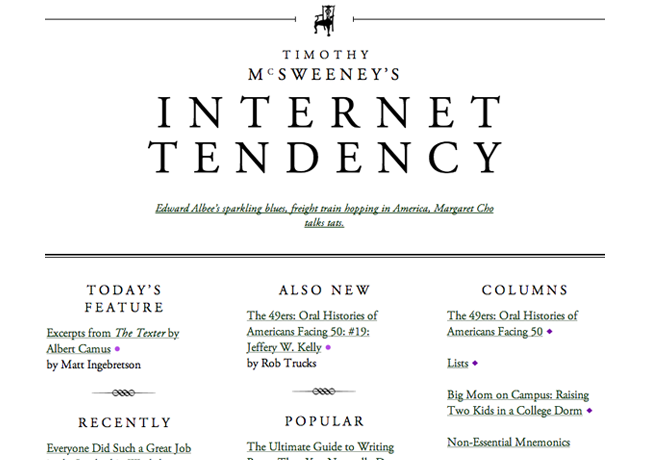 TIMOTHY
McSWEENEY'S
INTERNET
TENDENCY
Edward Albee's sparkling blues, freight train hopping in America, Margaret Cho
talks tats.
TODAY'S
FEATURE
Excerpts from The Texter by
Albert Camus
by Matt Ingebretson
RECENTLY
Everyone Did Such a Great Job
ALSO NEW
The 49ers: Oral Histories of
Americans Facing 50: #19:
Jeffery W. Kelly
by Rob Trucks
POPULAR
The Ultimate Guide to Writing
COLUMNS
The 49ers: Oral Histories of
Americans Facing 50
Lists
Big Mom on Campus: Raising
Two Kids in a College Dorm
Non-Essential Mnemonics